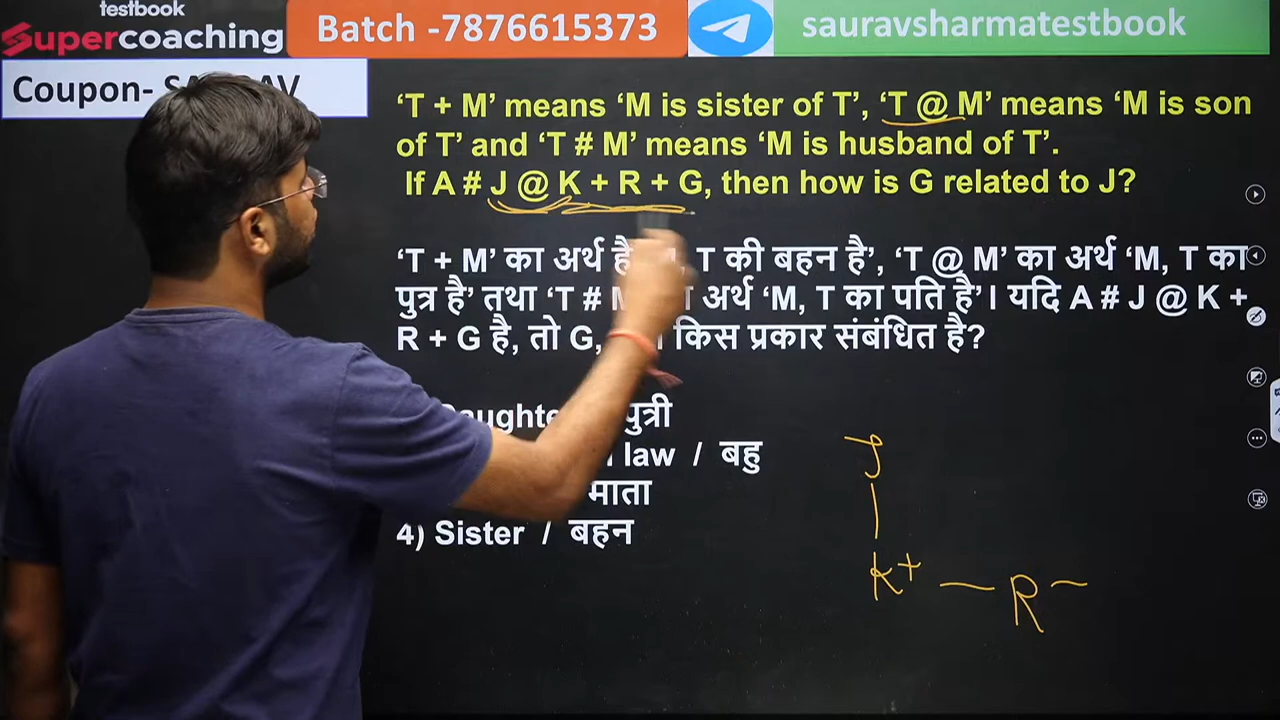 testbook
Supercoaching
Batch -7876615373
sauravsharmatestbook
Coupon-
‘T + M’ means ‘M is sister of T’, ‘T @ M’ means ‘M is son
of T’ and ‘T # M’ means ‘M is husband of T’.
If A # J @ K + R + G, then how is G related to J?
‘T + M’ का अर्थ है T की बहन है’, ‘T @ M’ का अर्थ ‘M, T का
पुत्र है’ तथा ‘T # अर्थ ‘M, T का पति है’। यदि A # J @ K +
R + G है, तो G, किस प्रकार संबंधित है?
पुत्री
law / बहु
माता
4) Sister / बहन
J
K+ — R –